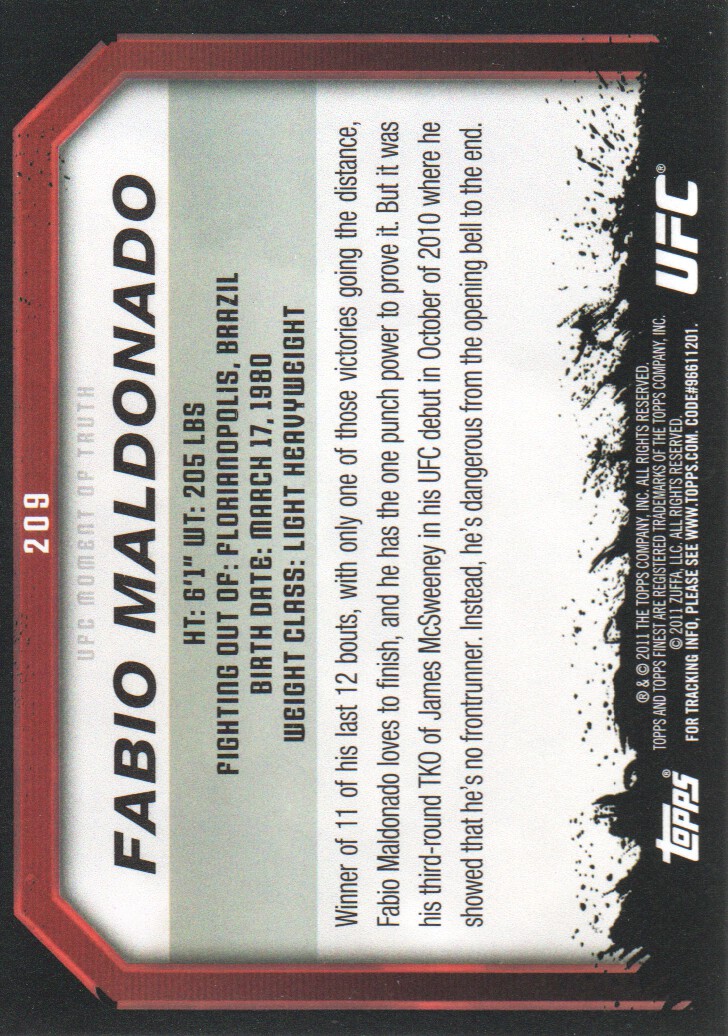 209
UFC MOMENT OF TRUTH
FABIO MALDONADO
HT: 6'1" WT: 205 LBS
FIGHTING OUT OF: FLORIANOPOLIS, BRAZIL
BIRTH DATE: MARCH 17, 1980
WEIGHT CLASS: LIGHT HEAVYWEIGHT
Winner of 11 of his last 12 bouts, with only one of those victories going the distance,
Fabio Maldonado loves to finish, and he has the one punch power to prove it. But it was
his third-round TKO of James McSweeney in his UFC debut in October of 2010 where he
showed that he's no frontrunner. Instead, he's dangerous from the opening bell to the end.
® & © 2011 THE TOPPS COMPANY, INC. ALL RIGHTS RESERVED.
TOPPS AND TOPPS FINEST ARE REGISTERED TRADEMARKS OF THE TOPPS COMPANY, INC.
© 2011 ZUFFA, LLC. ALL RIGHTS RESERVED.
FOR TRACKING INFO, PLEASE SEE WWW.TOPPS.COM. CODE#96611201.
TOPPS®
UFC®